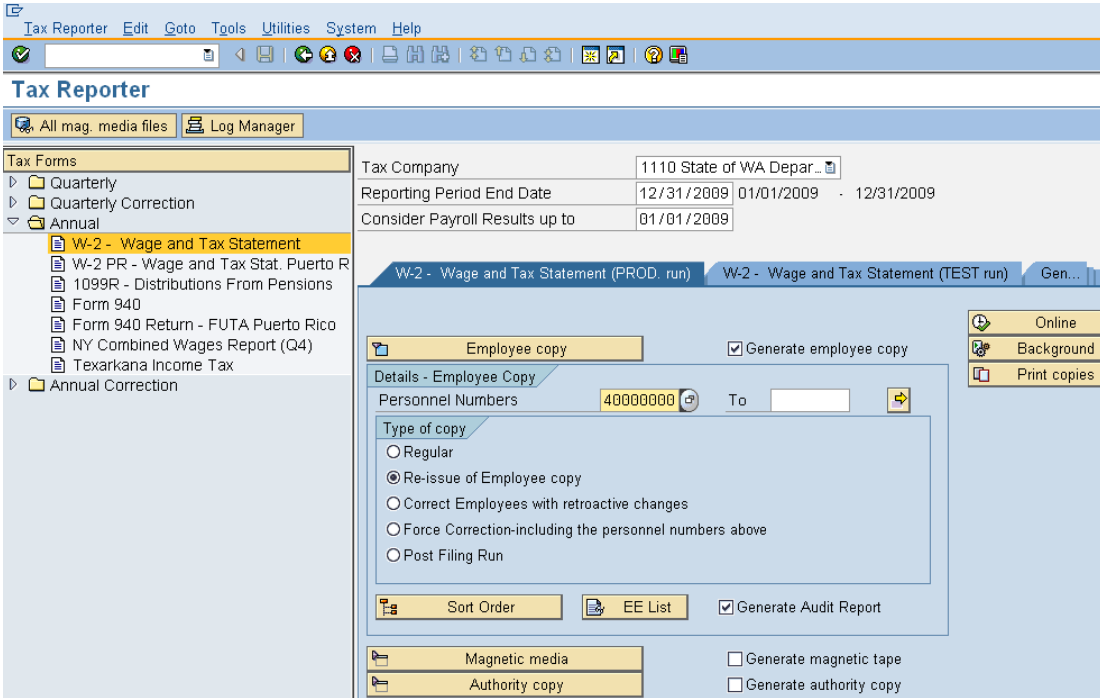 Tax Reporter Edit Goto Tools Utilities System Help
Tax Reporter
All mag. media files Log Manager
Tax Forms
Quarterly
Quarterly Correction
Annual
W-2 - Wage and Tax Statement
W-2 PR - Wage and Tax Stat. Puerto R
1099R - Distributions From Pensions
Form 940
Form 940 Return - FUTA Puerto Rico
NY Combined Wages Report (Q4)
Texarkana Income Tax
Annual Correction
Tax Company 1110 State of WA Depar...
Reporting Period End Date 12/31/2009 01/01/2009 - 12/31/2009
Consider Payroll Results up to 01/01/2009
W-2 - Wage and Tax Statement (PROD. run) W-2 - Wage and Tax Statement (TEST run) Gen...
Online
Employee copy Generate employee copy Background
Details - Employee Copy Print copies
Personnel Numbers 40000000 To
Type of copy
Regular
Re-issue of Employee copy
Correct Employees with retroactive changes
Force Correction-including the personnel numbers above
Post Filing Run
Sort Order EE List Generate Audit Report
Magnetic media Generate magnetic tape
Authority copy Generate authority copy